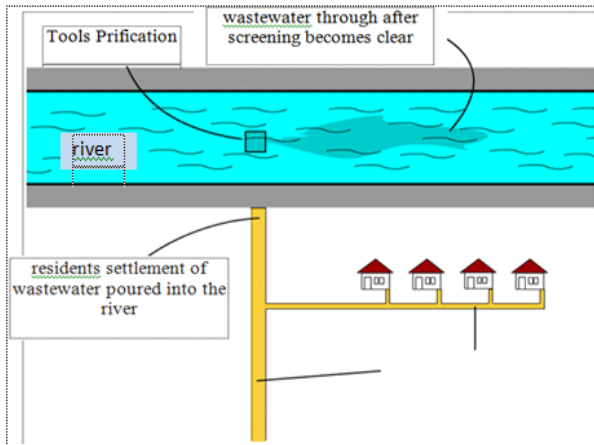 Tools Prification
wastewater through after
screening becomes clear
river
residents settlement of
wastewater poured into the
river